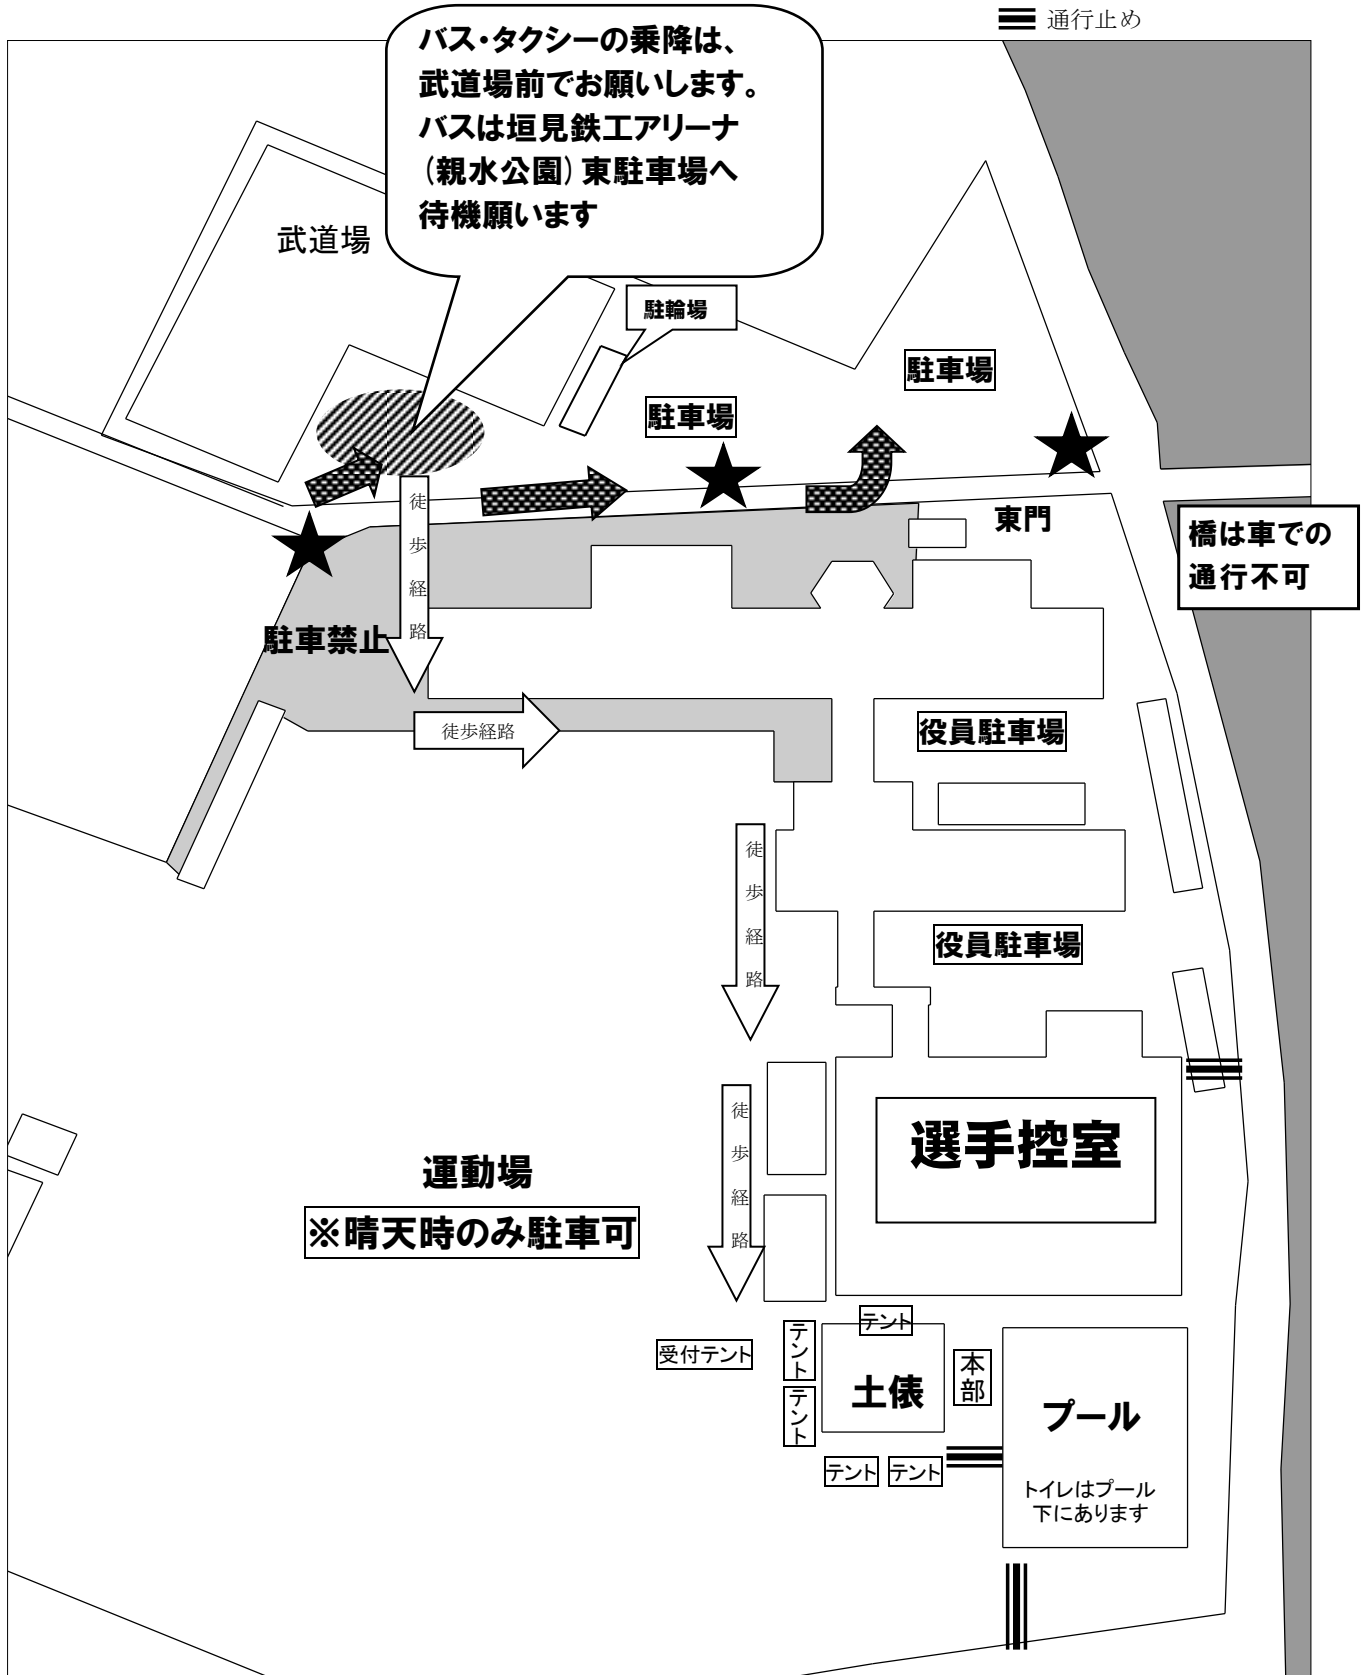 通行止め
バス・タクシーの乗降は、
武道場前でお願いします。
バスは垣見鉄工アリーナ
(親水公園)東駐車場へ
待機願います
武道場
駐輪場
駐車場
駐車場
徒歩経路
東門
橋は車での
通行不可
駐車禁止
徒歩経路
役員駐車場
徒歩経路
役員駐車場
徒歩経路
選手控室
運動場
※晴天時のみ駐車可
テント
受付テント
テント
本部
土俵
テント
プール
テント
テント
トイレはプール
下にあります